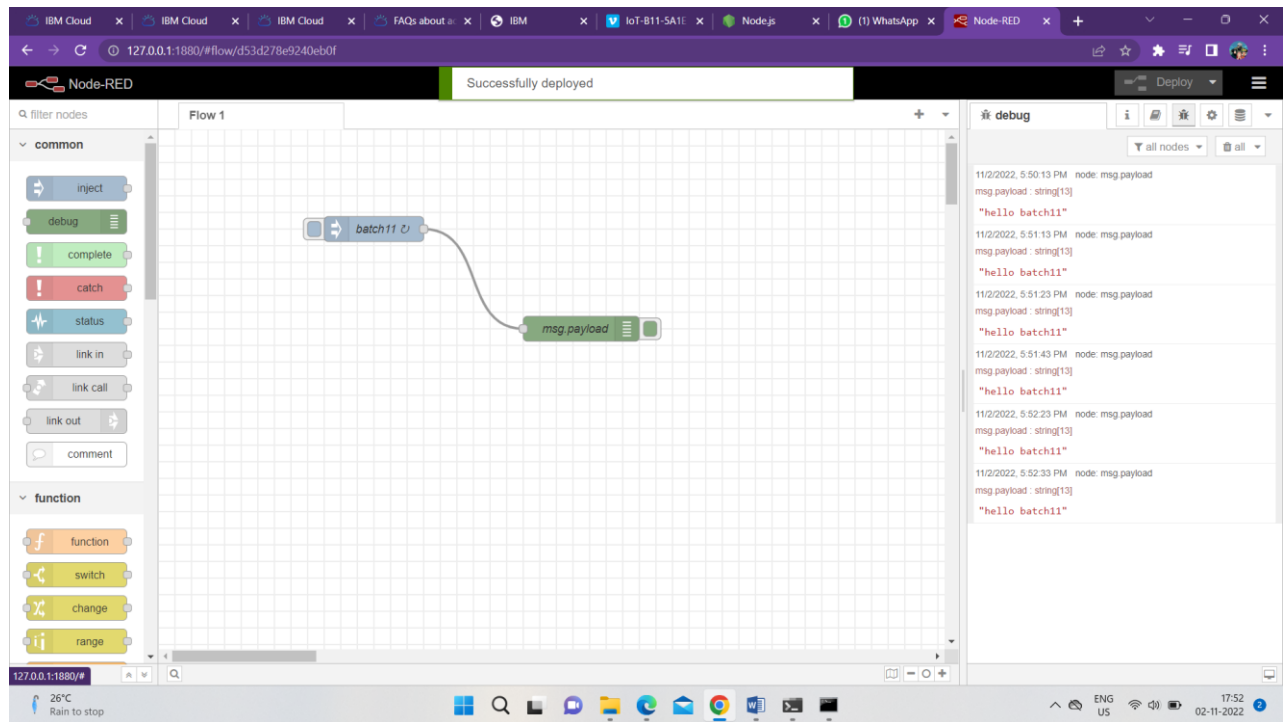 IBM Cloud
IBM Cloud
IBM Cloud
FAQs about ac
IBM
IoT-B11-5A1E
Node.js
(1) WhatsApp
Node-RED
127.0.0.1:1880/#flow/d53d278e9240eb0f
Node-RED
Successfully deployed
Deploy
filter nodes
Flow 1
debug
i
all nodes
all
common
inject
debug
complete
catch
status
link in
link call
link out
comment
function
function
switch
change
range
batch11 ↻
msg.payload
11/2/2022, 5:50:13 PM node: msg.payload
msg.payload : string[13]
"hello batch11"
11/2/2022, 5:51:13 PM node: msg.payload
msg.payload : string[13]
"hello batch11"
11/2/2022, 5:51:23 PM node: msg.payload
msg.payload : string[13]
"hello batch11"
11/2/2022, 5:51:43 PM node: msg.payload
msg.payload : string[13]
"hello batch11"
11/2/2022, 5:52:23 PM node: msg.payload
msg.payload : string[13]
"hello batch11"
11/2/2022, 5:52:33 PM node: msg.payload
msg.payload : string[13]
"hello batch11"
127.0.0.1:1880/#
26°C
Rain to stop
ENG
US
17:52
02-11-2022
2